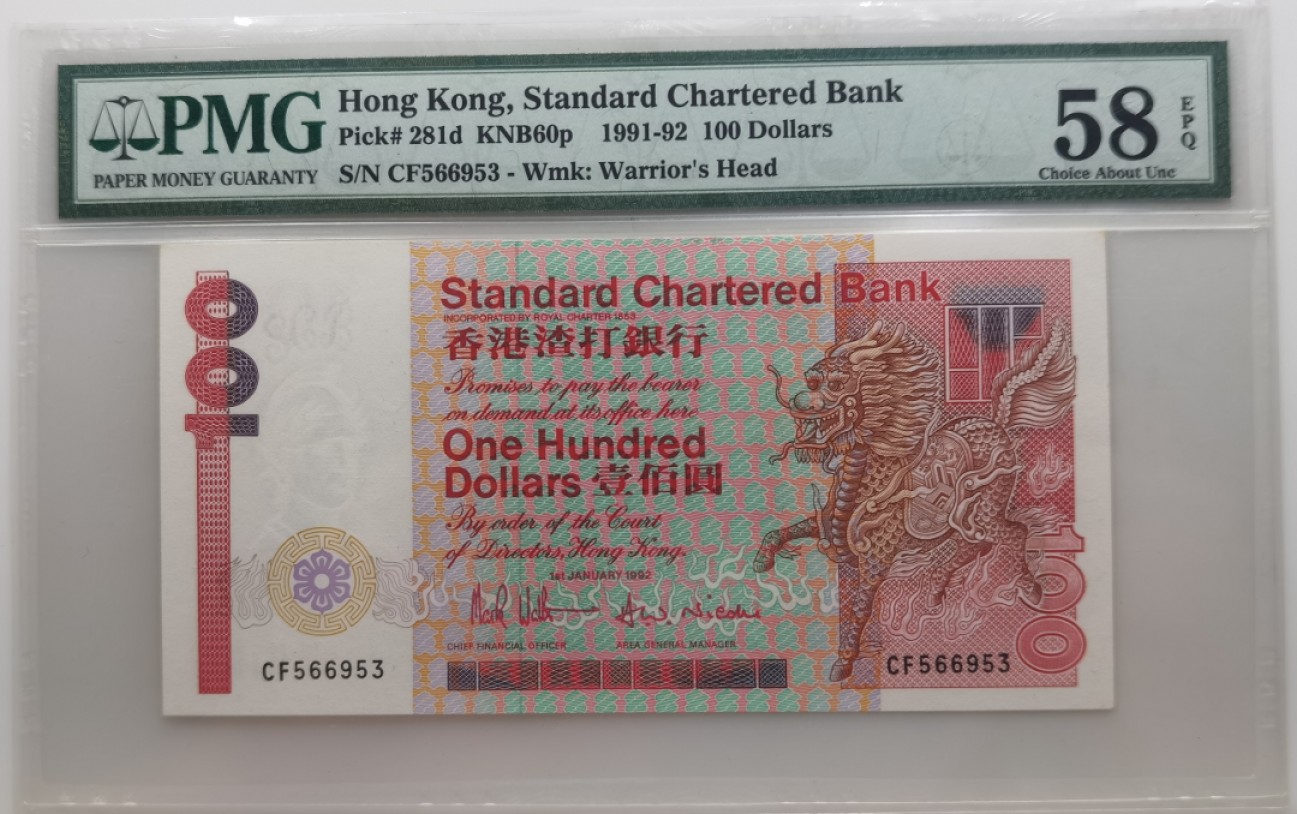 PMG
PAPER MONEY GUARANTY
Hong Kong, Standard Chartered Bank
Pick# 281d KNB60p 1991-92 100 Dollars
S/N CF566953 - Wmk: Warrior's Head
58
EPQ
Choice About Unc
100
Standard Chartered Bank
INCORPORATED BY ROYAL CHARTER 1853
香港渣打銀行
Promises to pay the bearer
on demand at its office here
One Hundred
Dollars 壹佰圓
By order of the Court
of Directors, Hong Kong.
1st JANUARY 1992
CHIEF FINANCIAL OFFICER
AREA GENERAL MANAGER
CF566953
CF566953
100